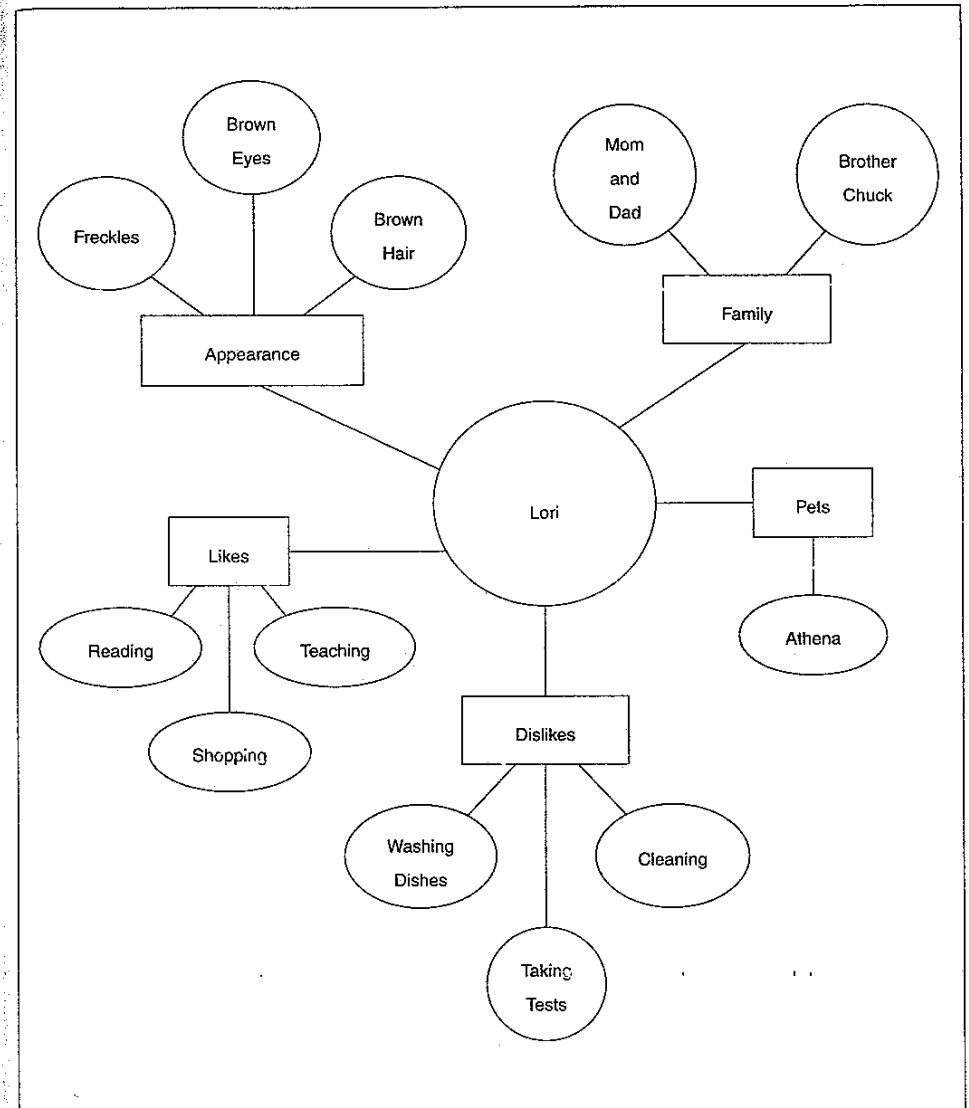 Brown
Eyes
Freckles
Brown
Hair
Appearance
Mom
and
Dad
Brother
Chuck
Family
Lori
Pets
Athena
Likes
Reading
Teaching
Shopping
Dislikes
Washing
Dishes
Cleaning
Taking
Tests